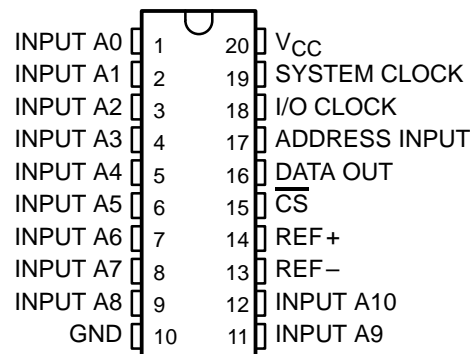 INPUT A0 1 20 VCC
INPUT A1 2 19 SYSTEM CLOCK
INPUT A2 3 18 I/O CLOCK
INPUT A3 4 17 ADDRESS INPUT
INPUT A4 5 16 DATA OUT
INPUT A5 6 15 CS
INPUT A6 7 14 REF+
INPUT A7 8 13 REF–
INPUT A8 9 12 INPUT A10
GND 10 11 INPUT A9